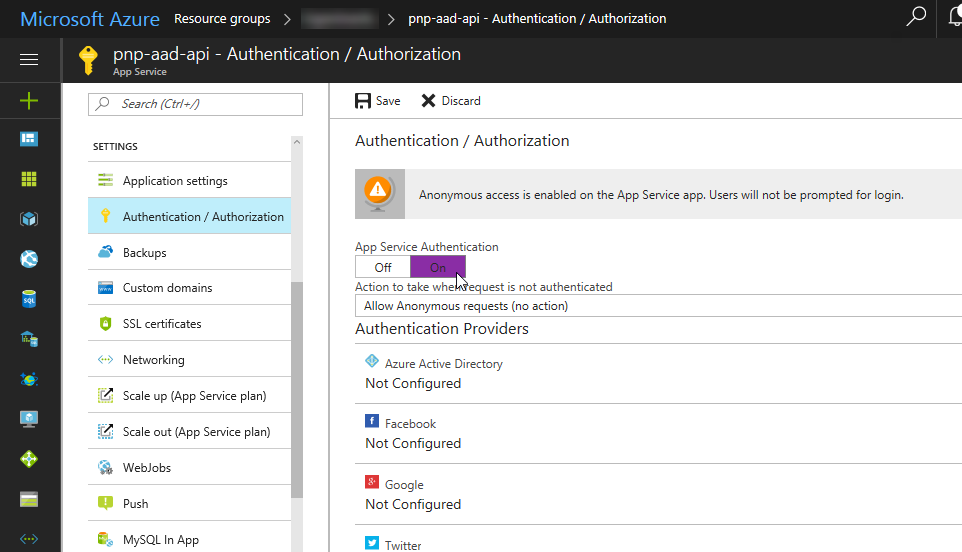 Microsoft Azure Resource groups > > pnp-aad-api - Authentication / Authorization
pnp-aad-api - Authentication / Authorization
App Service
Search (Ctrl+/)
SETTINGS
Application settings
Authentication / Authorization
Backups
Custom domains
SSL certificates
Networking
Scale up (App Service plan)
Scale out (App Service plan)
WebJobs
Push
MySQL In App
Save Discard
Authentication / Authorization
Anonymous access is enabled on the App Service app. Users will not be prompted for login.
App Service Authentication
Off On
Action to take when request is not authenticated
Allow Anonymous requests (no action)
Authentication Providers
Azure Active Directory
Not Configured
Facebook
Not Configured
Google
Not Configured
Twitter